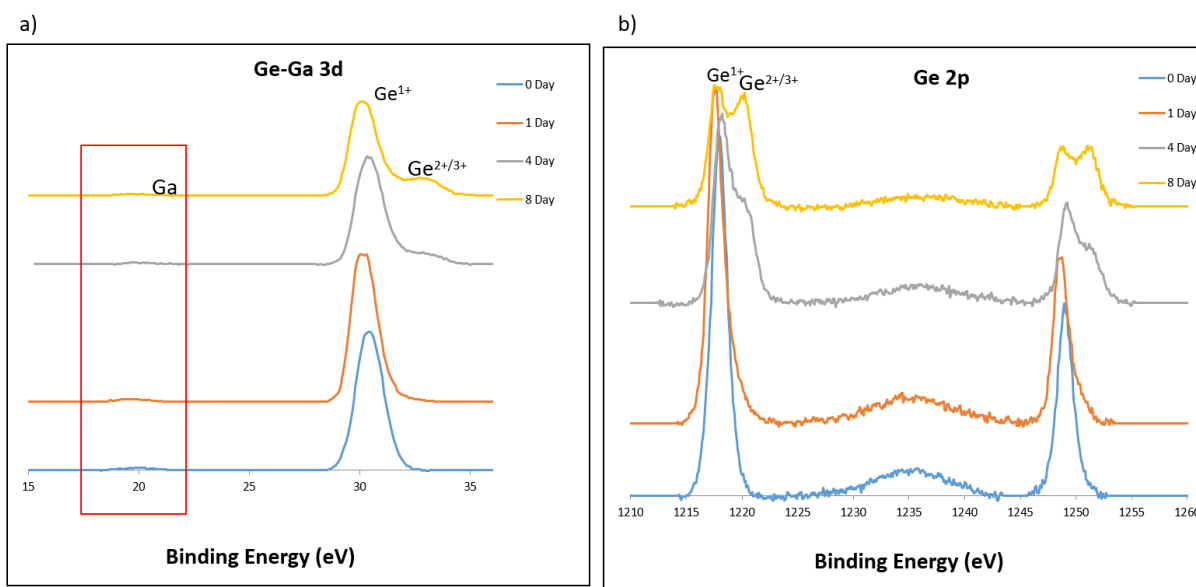 a)
Ge-Ga 3d
0 Day
1 Day
4 Day
8 Day
Ge1+
Ge2+/3+
Ga
15 20 25 30 35
Binding Energy (eV)
b)
Ge 2p
Ge1+
Ge2+/3+
0 Day
1 Day
4 Day
8 Day
1210 1215 1220 1225 1230 1235 1240 1245 1250 1255 1260
Binding Energy (eV)